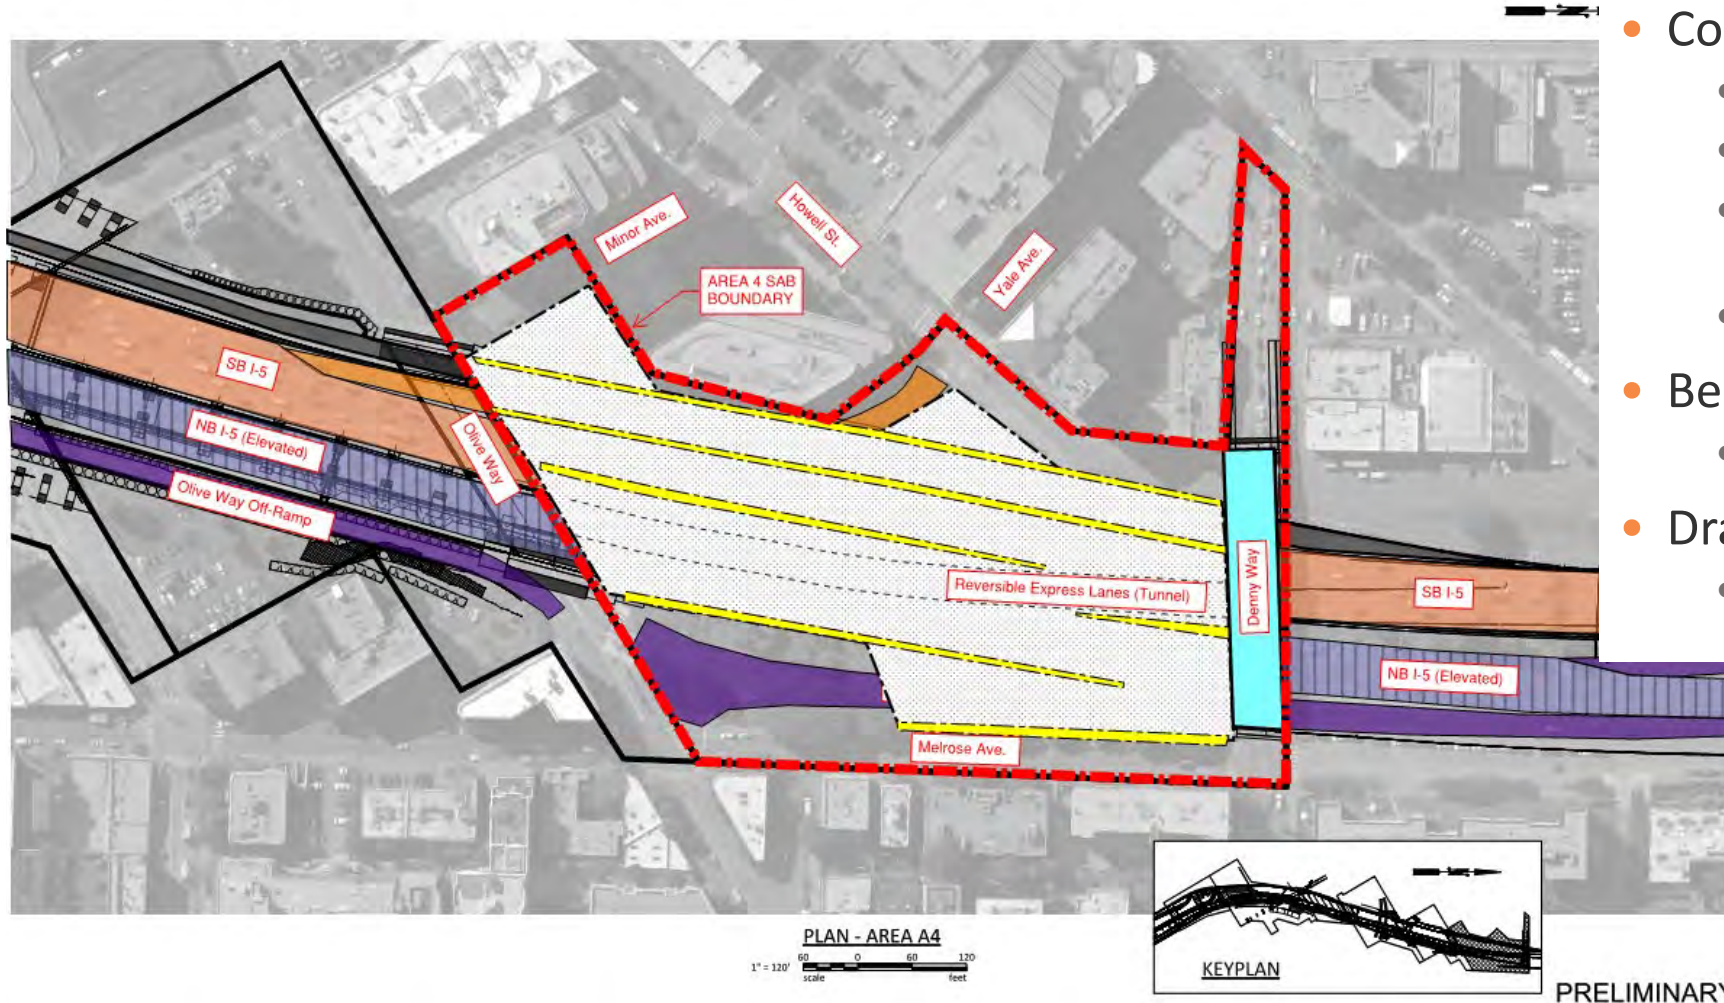 Co
Minor Ave.
Howell St.
Yale Ave.
AREA 4 SAB
BOUNDARY
SB I-5
NB I-5 (Elevated)
Olive Way
Olive Way Off-Ramp
Reversible Express Lanes (Tunnel)
Denny Way
Be
Dra
SB I-5
NB I-5 (Elevated)
Melrose Ave.
PLAN - AREA A4
1" = 120'
60 0 60 120
scale feet
KEYPLAN
PRELIMINARY